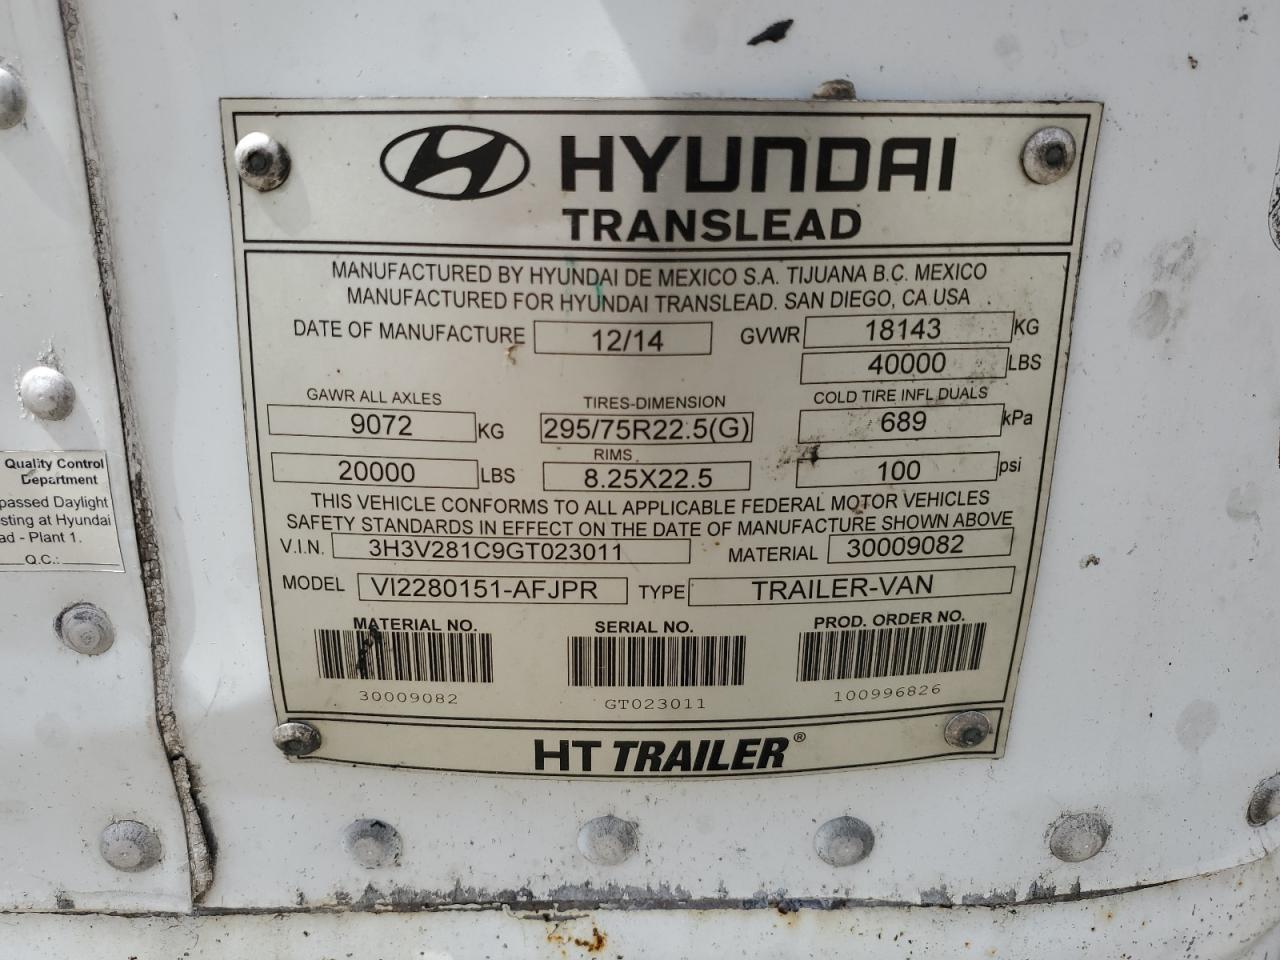 HYUNDAI
TRANSLEAD
MANUFACTURED BY HYUNDAI DE MEXICO S.A. TIJUANA B.C. MEXICO
MANUFACTURED FOR HYUNDAI TRANSLEAD. SAN DIEGO, CA USA
DATE OF MANUFACTURE 12/14 GVWR 18143 KG
40000 LBS
GAWR ALL AXLES TIRES-DIMENSION COLD TIRE INFL DUALS
9072 KG 295/75R22.5(G) 689 kPa
RIMS
20000 LBS 8.25X22.5 100 psi
THIS VEHICLE CONFORMS TO ALL APPLICABLE FEDERAL MOTOR VEHICLES
SAFETY STANDARDS IN EFFECT ON THE DATE OF MANUFACTURE SHOWN ABOVE
V.I.N. 3H3V281C9GT023011 MATERIAL 30009082
MODEL VI2280151-AFJPR TYPE TRAILER-VAN
MATERIAL NO. SERIAL NO. PROD. ORDER NO.
30009082 GT023011 100996826
HT TRAILER®
Quality Control
Department
passed Daylight
sting at Hyundai
ad - Plant 1.
Q.C.: